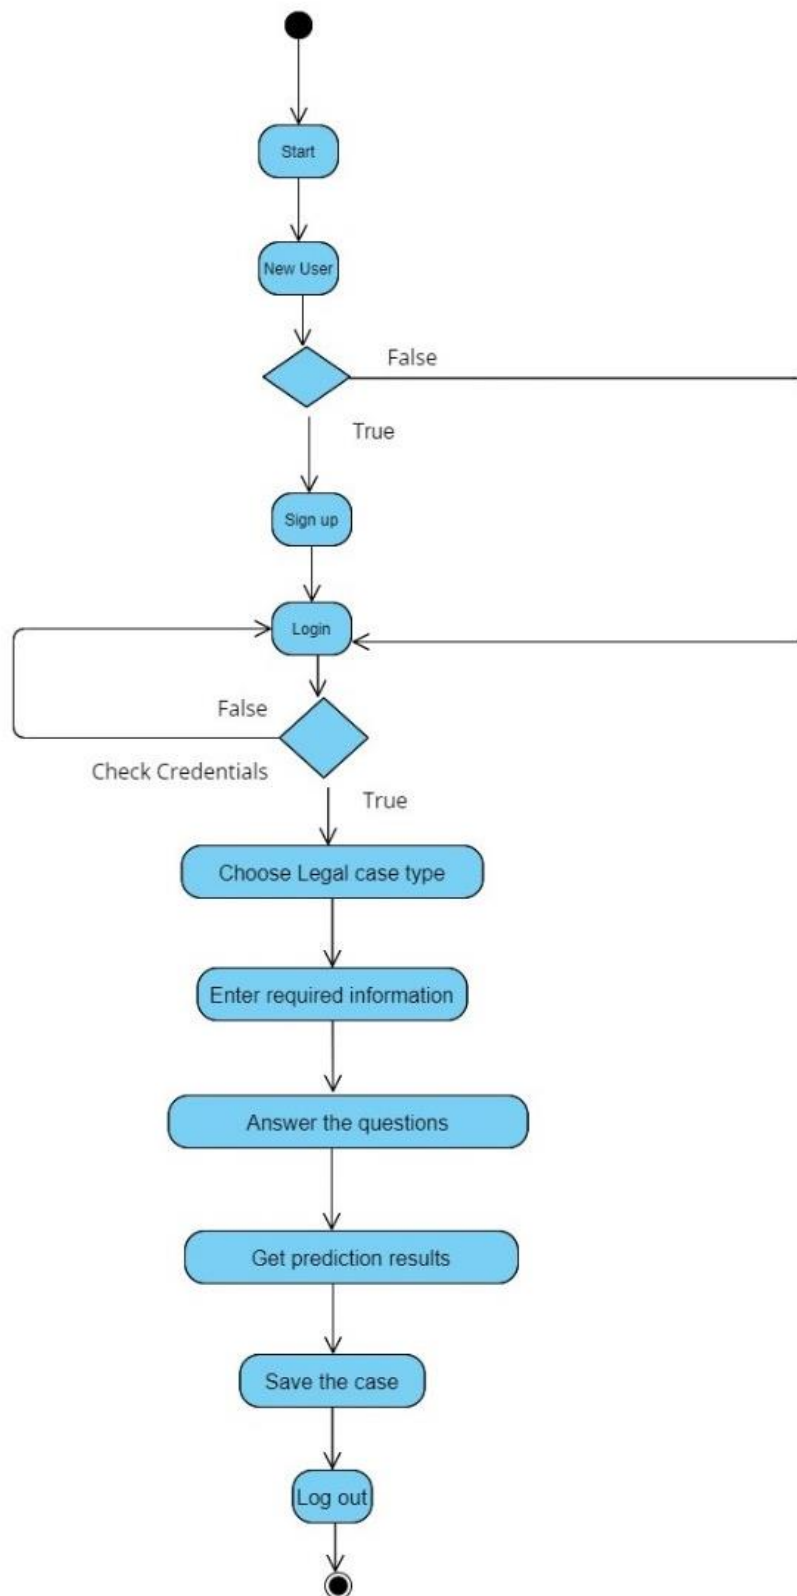 Start
New User
False
True
Sign up
Login
False
Check Credentials
True
Choose Legal case type
Enter required information
Answer the questions
Get prediction results
Save the case
Log out